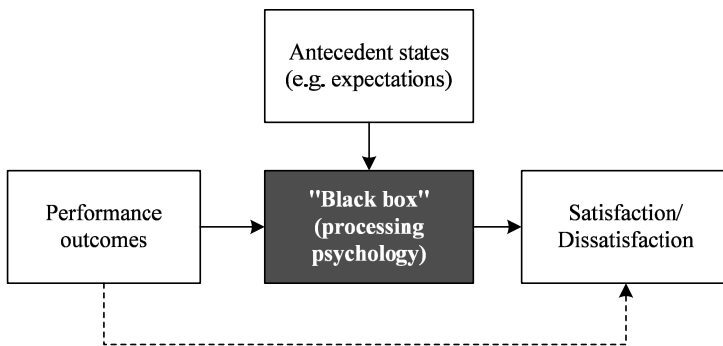 Antecedent states
(e.g. expectations)
Performance
outcomes
"Black box"
(processing
psychology)
Satisfaction/
Dissatisfaction